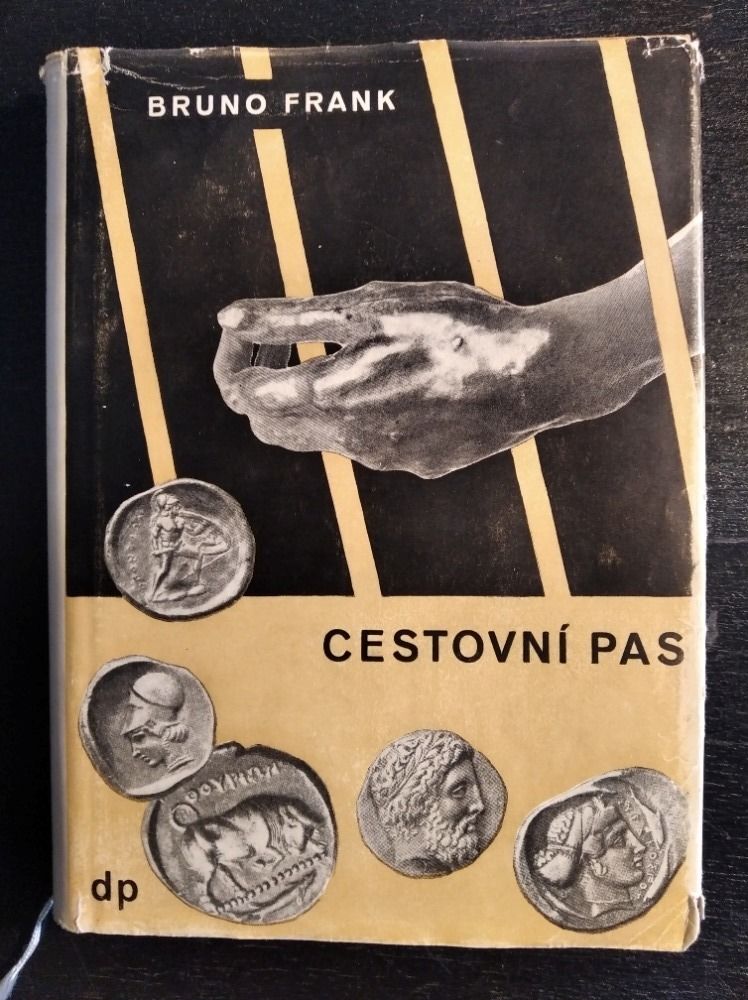 BRUNO FRANK
CESTOVNÍ PAS
dp